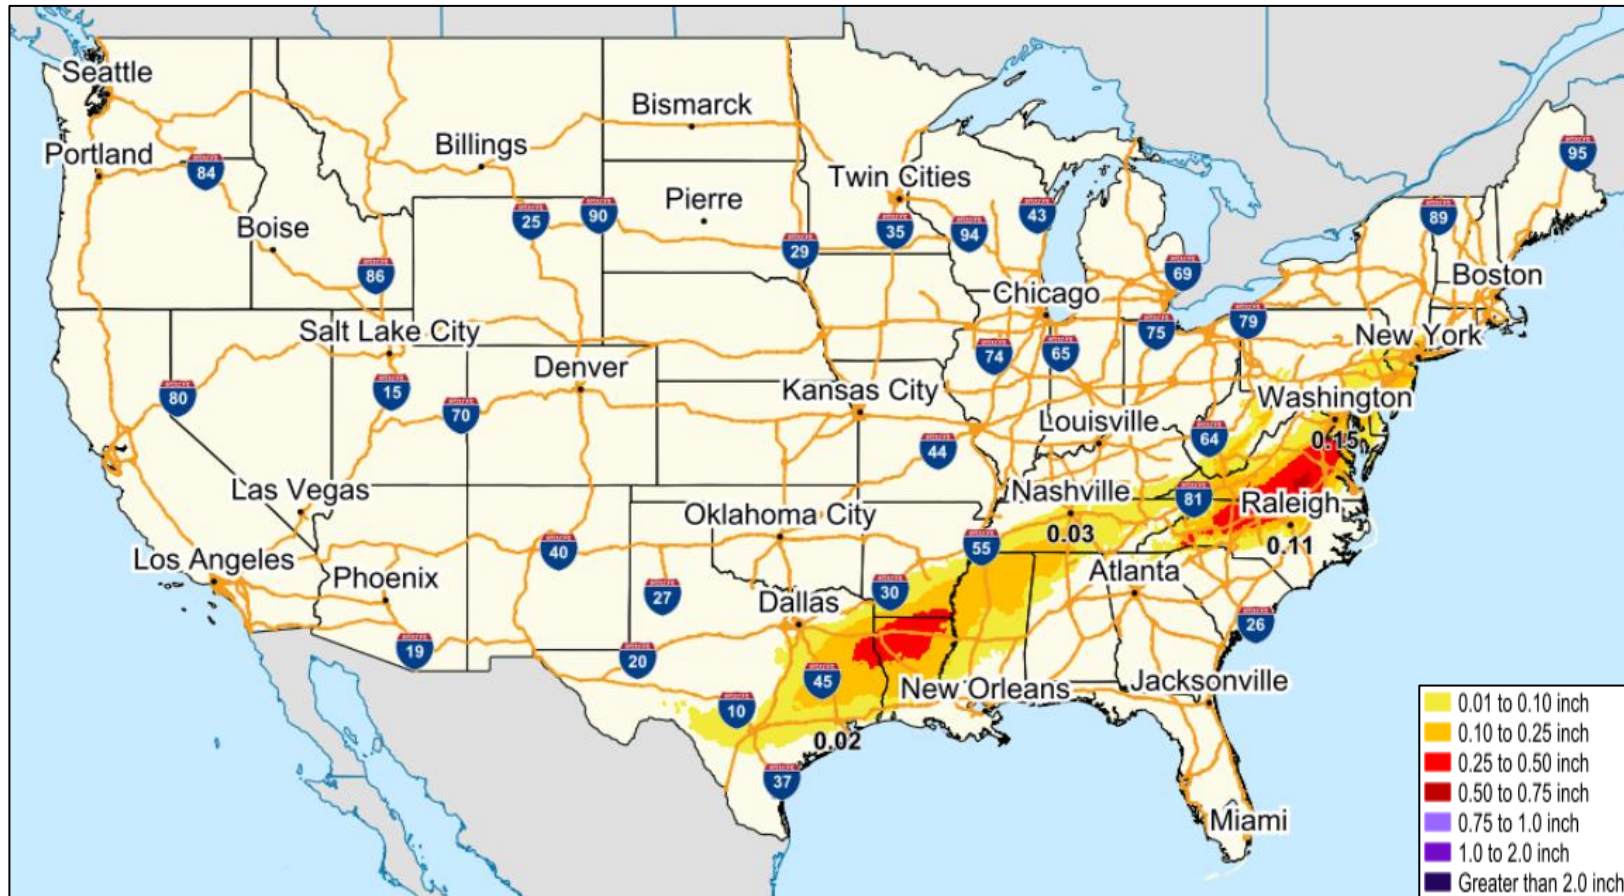 Seattle
Bismarck
Billings
Portland
84
95
Twin Cities
Pierre
25
90
43
89
35
94
Boise
29
86
69
Boston
Chicago
79
Salt Lake City
75
New York
74
65
Denver
15
80
Kansas City
Washington
70
Louisville
64
0.15
44
Las Vegas
Nashville
81
Raleigh
Oklahoma City
0.03
40
55
0.11
Los Angeles
Phoenix
Atlanta
27
30
Dallas
26
19
20
45
New Orleans
Jacksonville
10
0.02
37
Miami
0.01 to 0.10 inch
0.10 to 0.25 inch
0.25 to 0.50 inch
0.50 to 0.75 inch
0.75 to 1.0 inch
1.0 to 2.0 inch
Greater than 2.0 inch